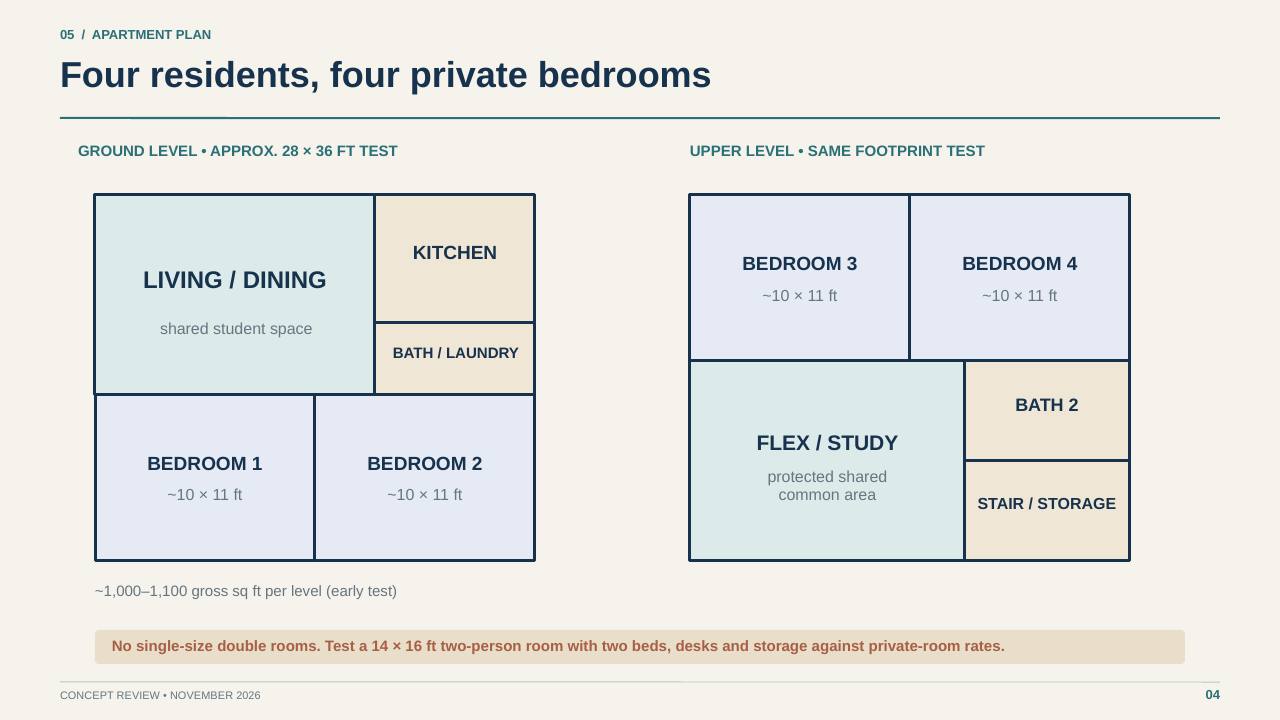 05 / APARTMENT PLAN
Four residents, four private bedrooms
GROUND LEVEL • APPROX. 28 × 36 FT TEST
LIVING / DINING
shared student space
KITCHEN
BATH / LAUNDRY
BEDROOM 1
~10 × 11 ft
BEDROOM 2
~10 × 11 ft
~1,000–1,100 gross sq ft per level (early test)
UPPER LEVEL • SAME FOOTPRINT TEST
BEDROOM 3
~10 × 11 ft
BEDROOM 4
~10 × 11 ft
FLEX / STUDY
protected shared
common area
BATH 2
STAIR / STORAGE
No single-size double rooms. Test a 14 × 16 ft two-person room with two beds, desks and storage against private-room rates.
CONCEPT REVIEW • NOVEMBER 2026
04